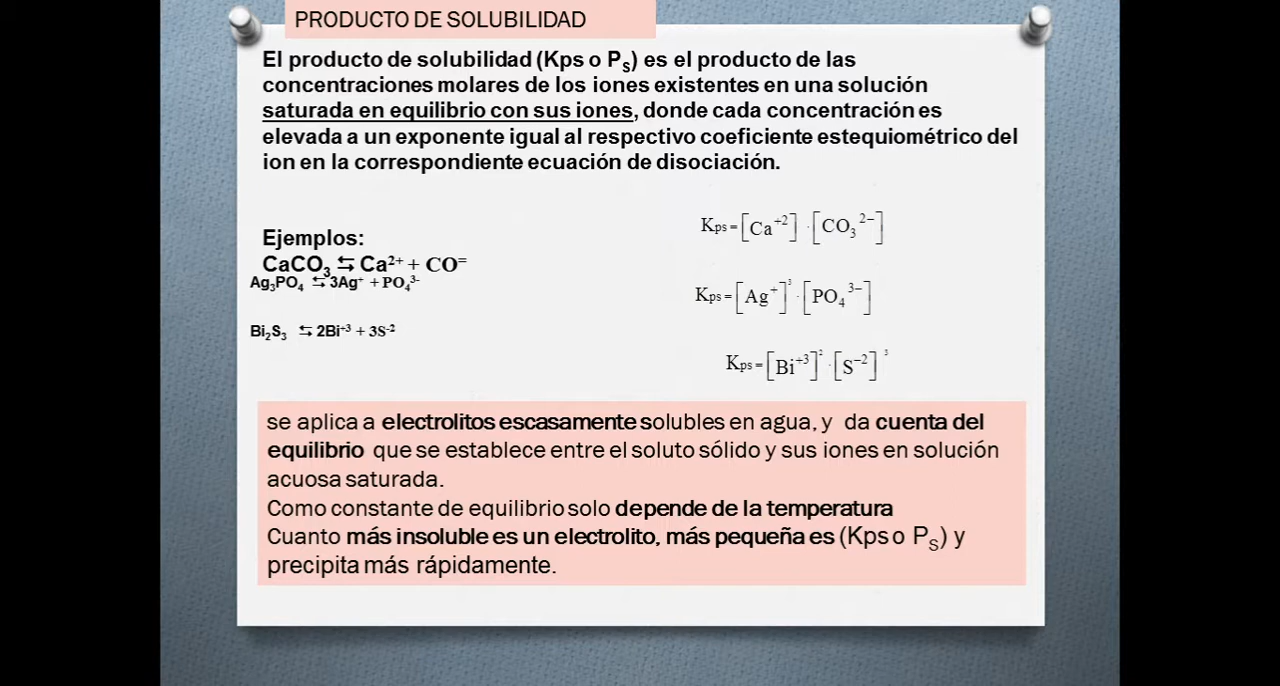 PRODUCTO DE SOLUBILIDAD
El producto de solubilidad (Kps o Pₛ) es el producto de las
concentraciones molares de los iones existentes en una solución
saturada en equilibrio con sus iones, donde cada concentración es
elevada a un exponente igual al respectivo coeficiente estequiométrico del
ion en la correspondiente ecuación de disociación.
Ejemplos:
CaCO₃ ⇆ Ca²⁺ + CO⁼
Ag₃PO₄ ⇆ 3Ag⁺ + PO₄³⁻
Bi₂S₃ ⇆ 2Bi⁺³ + 3S⁻²
Kps = [Ca⁺²] · [CO₃²⁻]
Kps = [Ag⁺]³ · [PO₄³⁻]
Kps = [Bi⁺³]² · [S⁻²]³
se aplica a electrolitos escasamente solubles en agua, y da cuenta del
equilibrio que se establece entre el soluto sólido y sus iones en solución
acuosa saturada.
Como constante de equilibrio solo depende de la temperatura
Cuanto más insoluble es un electrolito, más pequeña es (Kps o Pₛ) y
precipita más rápidamente.